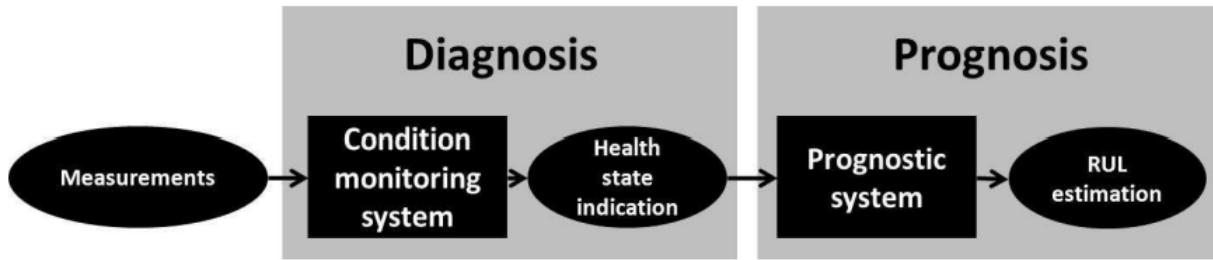 Diagnosis
Prognosis
Measurements
Condition
monitoring
system
Health
state
indication
Prognostic
system
RUL
estimation